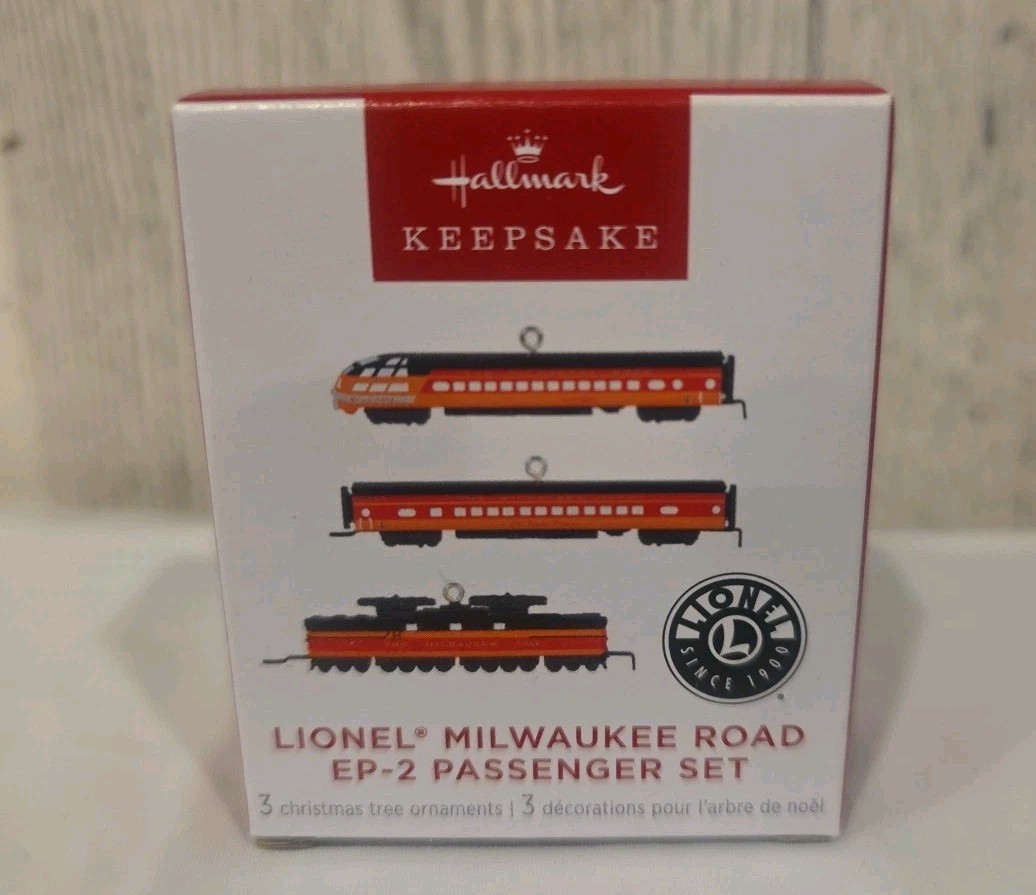 Hallmark
KEEPSAKE
MILWAUKEE
LIONEL
L
SINCE 1900
®
LIONEL® MILWAUKEE ROAD
EP-2 PASSENGER SET
3 christmas tree ornaments | 3 décorations pour l'arbre de noël